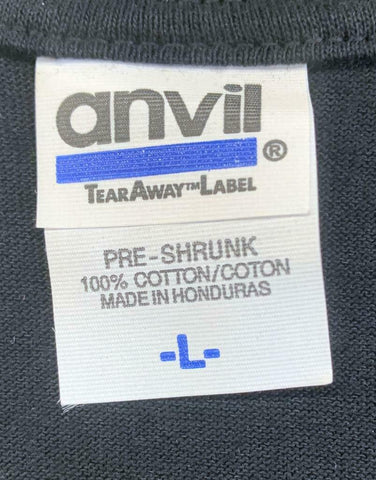 anvil®
TEARAWAY™LABEL
PRE-SHRUNK
100% COTTON/COTON
MADE IN HONDURAS
-L-